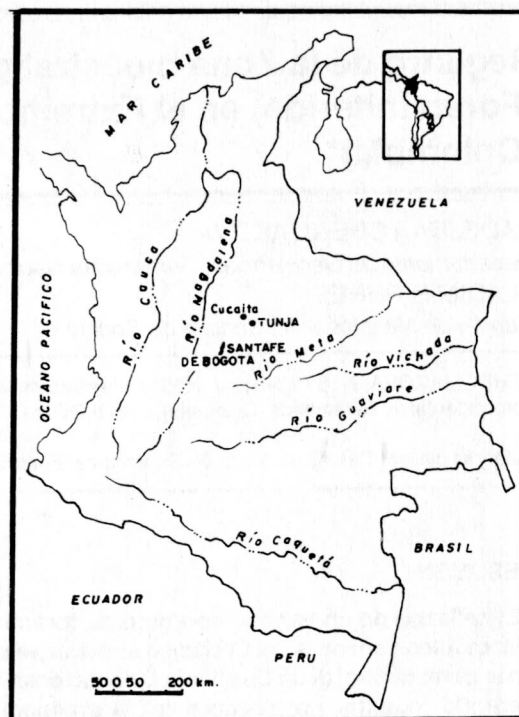 MAR CARIBE
VENEZUELA
OCEANO PACIFICO
Río Cauca
Río Magdalena
Cucaita
TUNJA
SANTAFE
DE BOGOTA
Río Meta
Río Vichada
Río Guaviare
Río Caquetá
BRASIL
ECUADOR
PERU
50 0 50 200 km.